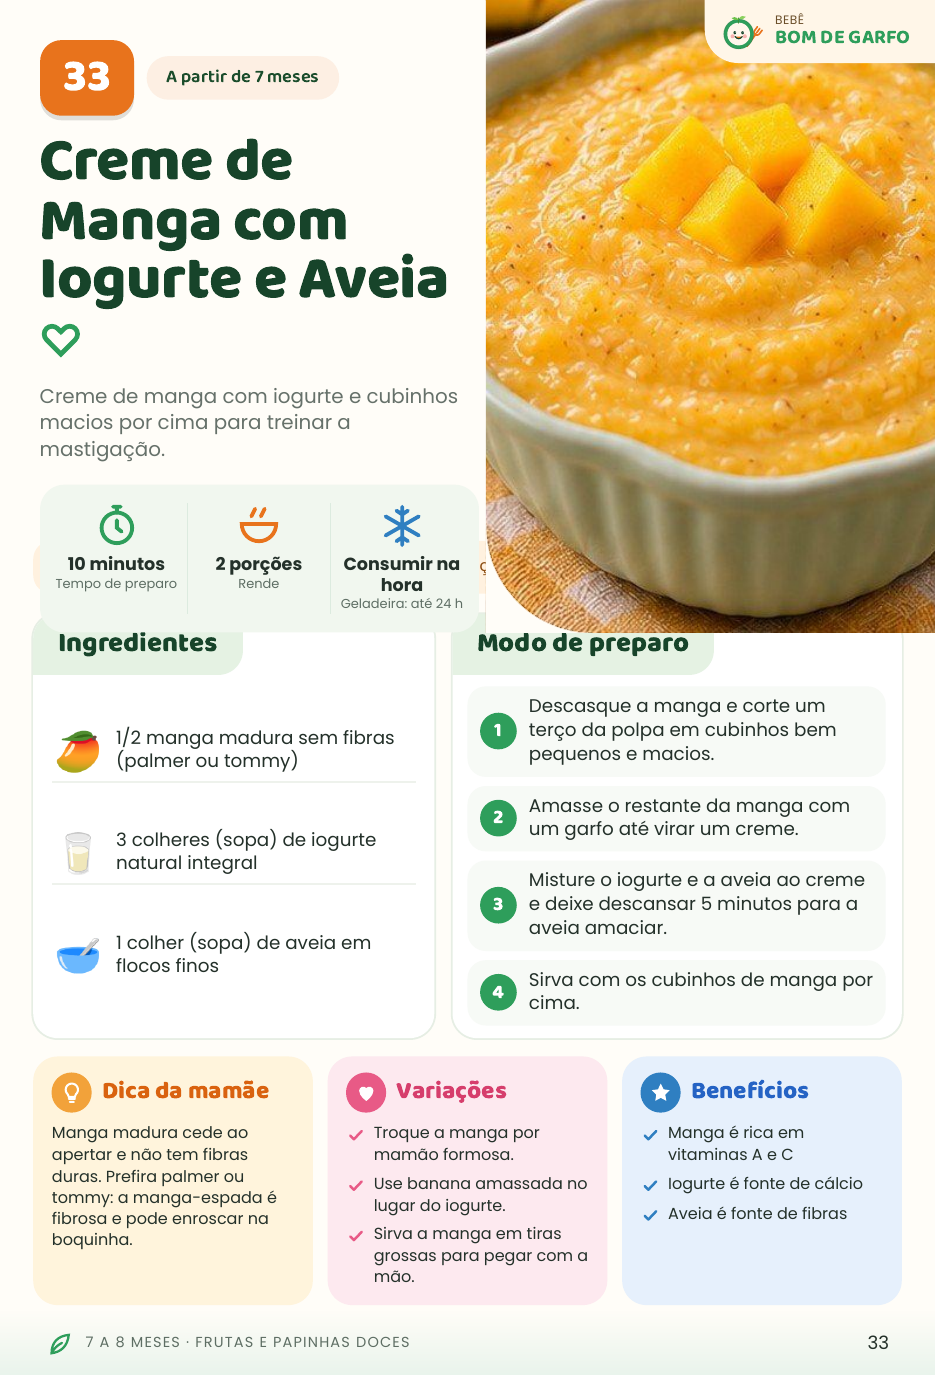 BEBÊ
BOM DE GARFO
33
A partir de 7 meses
Creme de
Manga com
Iogurte e Aveia
Creme de manga com iogurte e cubinhos
macios por cima para treinar a
mastigação.
10 minutos
Tempo de preparo
2 porções
Rende
Consumir na
hora
Geladeira: até 24 h
Ingredientes
1/2 manga madura sem fibras
(palmer ou tommy)
3 colheres (sopa) de iogurte
natural integral
1 colher (sopa) de aveia em
flocos finos
Modo de preparo
1
Descasque a manga e corte um
terço da polpa em cubinhos bem
pequenos e macios.
2
Amasse o restante da manga com
um garfo até virar um creme.
3
Misture o iogurte e a aveia ao creme
e deixe descansar 5 minutos para a
aveia amaciar.
4
Sirva com os cubinhos de manga por
cima.
Dica da mamãe
Manga madura cede ao
apertar e não tem fibras
duras. Prefira palmer ou
tommy: a manga-espada é
fibrosa e pode enroscar na
boquinha.
Variações
Troque a manga por
mamão formosa.
Use banana amassada no
lugar do iogurte.
Sirva a manga em tiras
grossas para pegar com a
mão.
Benefícios
Manga é rica em
vitaminas A e C
Iogurte é fonte de cálcio
Aveia é fonte de fibras
7 A 8 MESES · FRUTAS E PAPINHAS DOCES
33